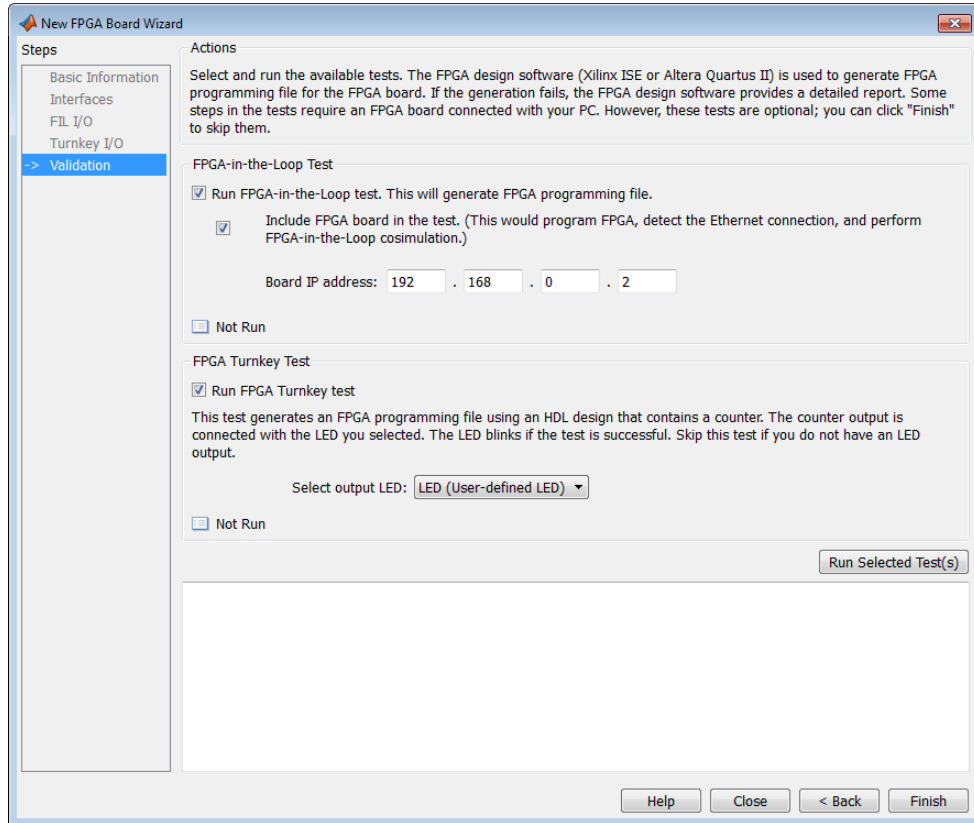 New FPGA Board Wizard
Steps
Basic Information
Interfaces
FIL I/O
Turnkey I/O
-> Validation
Actions
Select and run the available tests. The FPGA design software (Xilinx ISE or Altera Quartus II) is used to generate FPGA
programming file for the FPGA board. If the generation fails, the FPGA design software provides a detailed report. Some
steps in the tests require an FPGA board connected with your PC. However, these tests are optional; you can click "Finish"
to skip them.
FPGA-in-the-Loop Test
Run FPGA-in-the-Loop test. This will generate FPGA programming file.
Include FPGA board in the test. (This would program FPGA, detect the Ethernet connection, and perform
FPGA-in-the-Loop cosimulation.)
Board IP address: 192 . 168 . 0 . 2
Not Run
FPGA Turnkey Test
Run FPGA Turnkey test
This test generates an FPGA programming file using an HDL design that contains a counter. The counter output is
connected with the LED you selected. The LED blinks if the test is successful. Skip this test if you do not have an LED
output.
Select output LED: LED (User-defined LED)
Not Run
Run Selected Test(s)
Help Close < Back Finish